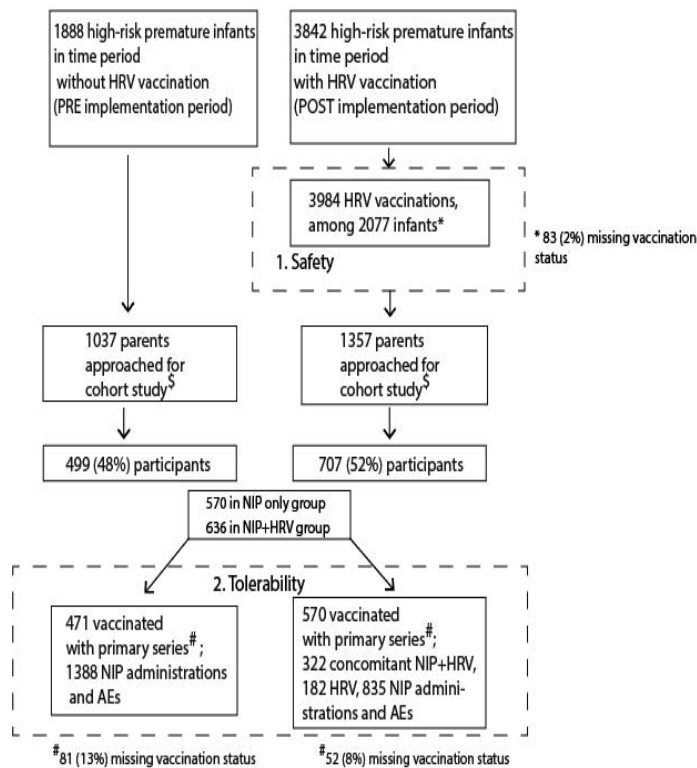 1888 high-risk premature infants
in time period
without HRV vaccination
(PRE implementation period)
3842 high-risk premature infants
in time period
with HRV vaccination
(POST implementation period)
3984 HRV vaccinations,
among 2077 infants*
1. Safety
* 83 (2%) missing vaccination
status
1037 parents
approached for
cohort study$
1357 parents
approached for
cohort study$
499 (48%) participants
707 (52%) participants
570 in NIP only group
636 in NIP+HRV group
2. Tolerability
471 vaccinated
with primary series#;
1388 NIP administrations
and AEs
570 vaccinated
with primary series#;
322 concomitant NIP+HRV,
182 HRV, 835 NIP admini-
strations and AEs
#81 (13%) missing vaccination status
#52 (8%) missing vaccination status